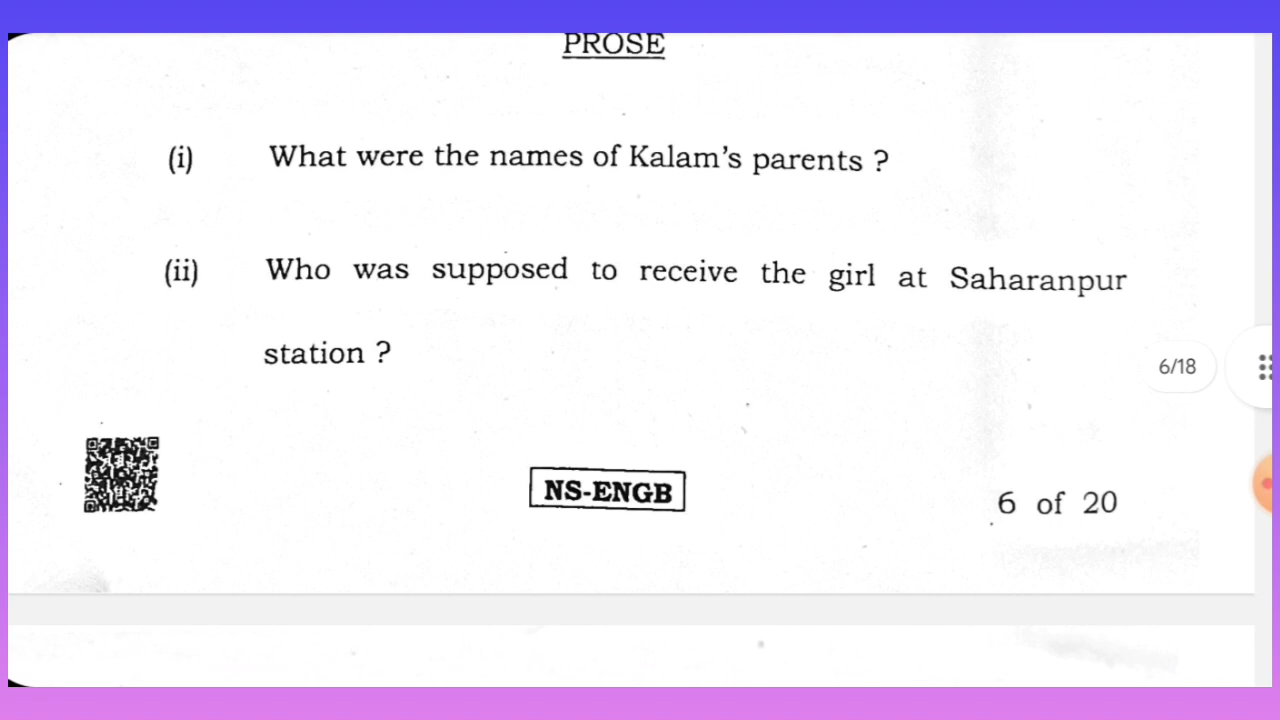 PROSE
(i) What were the names of Kalam's parents ?
(ii) Who was supposed to receive the girl at Saharanpur
station ?
6/18
NS-ENGB
6 of 20